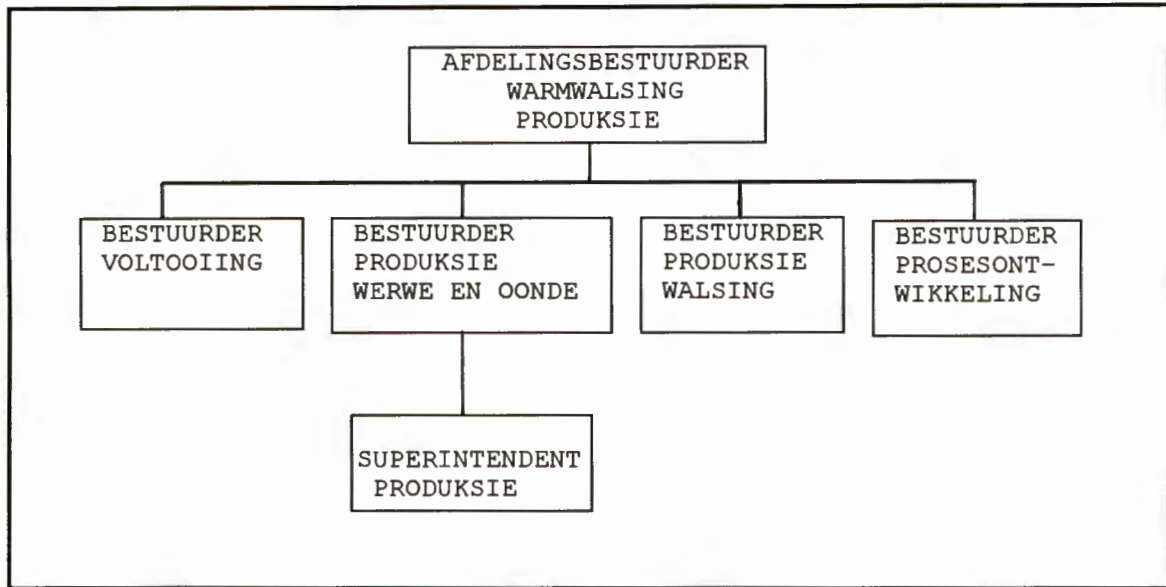 AFDELINGSBESTUURDER
WARMWALSING
PRODUKSIE
BESTUURDER
VOLTOOIING
BESTUURDER
PRODUKSIE
WERWE EN OONDE
BESTUURDER
PRODUKSIE
WALSING
BESTUURDER
PROSESONT-
WIKKELING
SUPERINTENDENT
PRODUKSIE